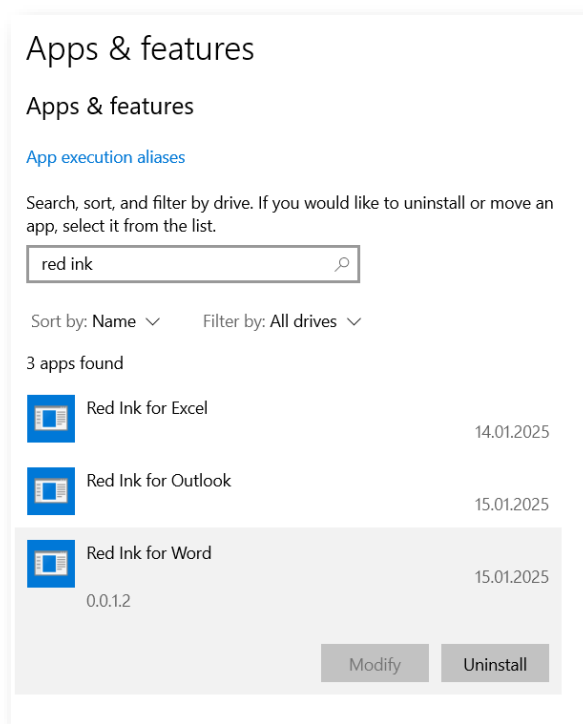 Apps & features
Apps & features
App execution aliases
Search, sort, and filter by drive. If you would like to uninstall or move an
app, select it from the list.
red ink
Sort by: Name Filter by: All drives
3 apps found
Red Ink for Excel
14.01.2025
Red Ink for Outlook
15.01.2025
Red Ink for Word
15.01.2025
0.0.1.2
Modify Uninstall